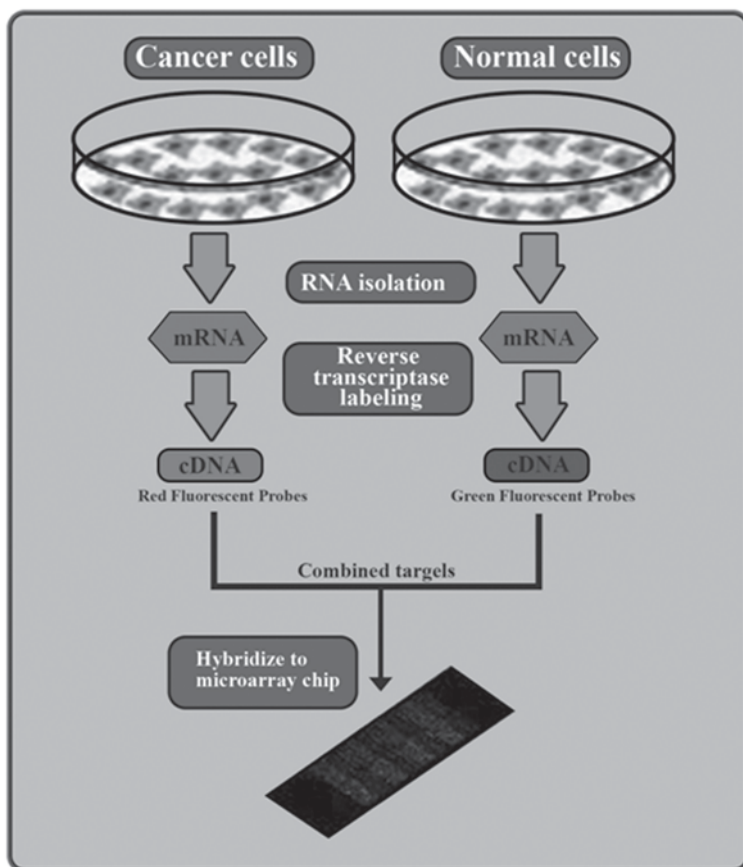 Cancer cells
Normal cells
RNA isolation
mRNA
mRNA
Reverse
transcriptase
labeling
cDNA
cDNA
Red Fluorescent Probes
Green Fluorescent Probes
Combined targels
Hybridize to
microarray chip